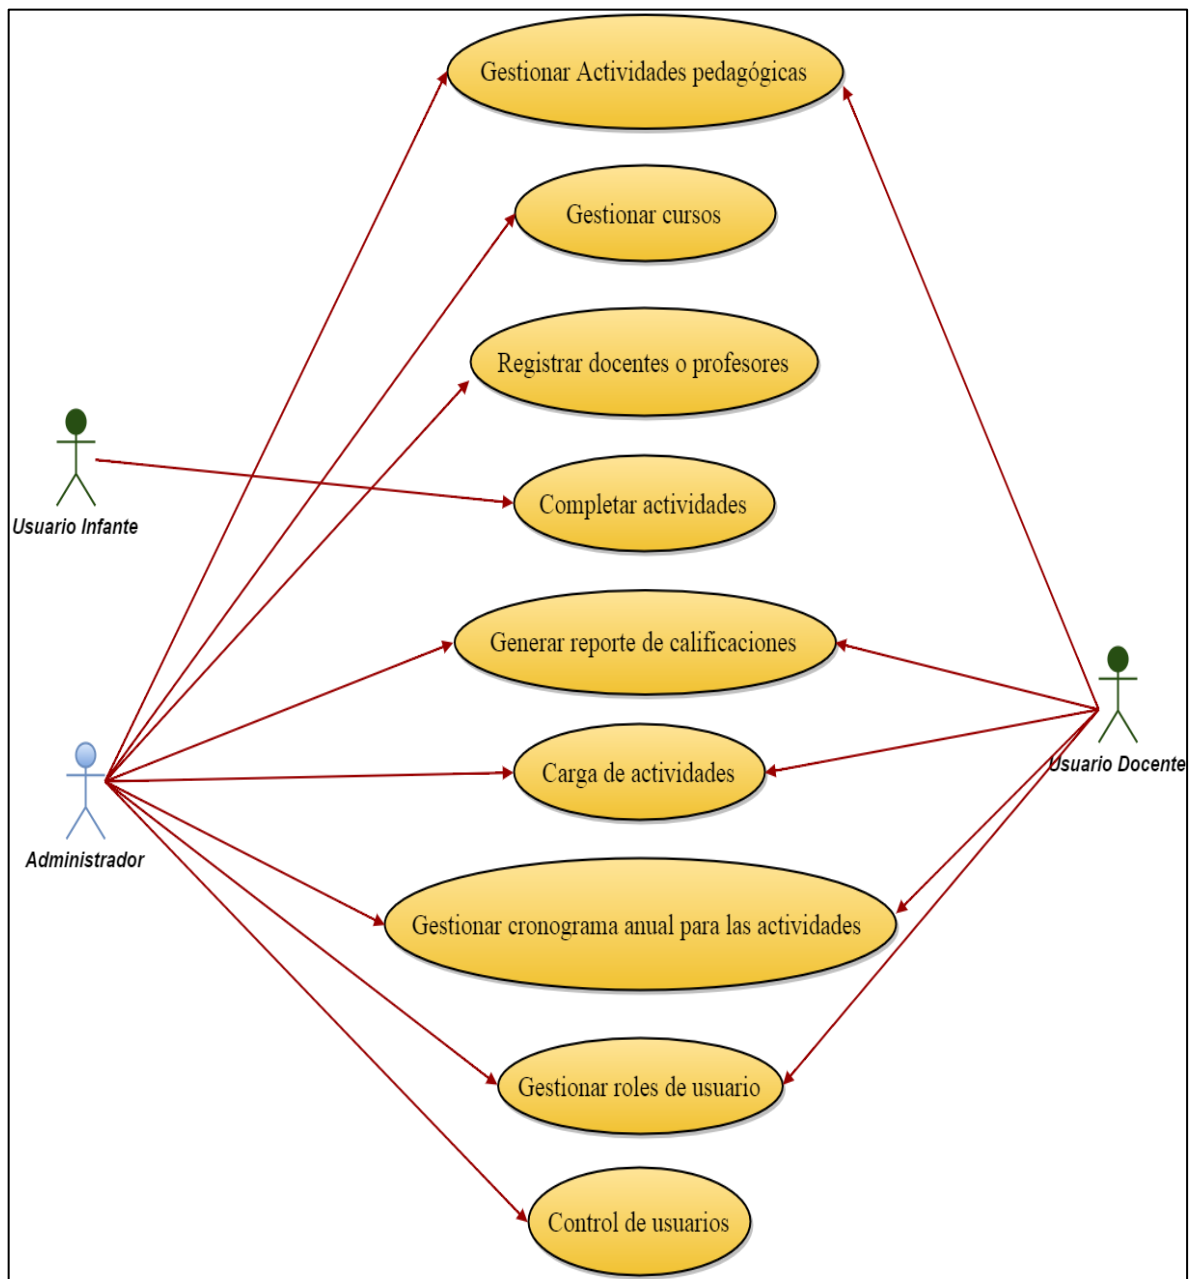 Gestionar Actividades pedagógicas
Gestionar cursos
Registrar docentes o profesores
Usuario Infante
Completar actividades
Generar reporte de calificaciones
Usuario Docente
Carga de actividades
Administrador
Gestionar cronograma anual para las actividades
Gestionar roles de usuario
Control de usuarios